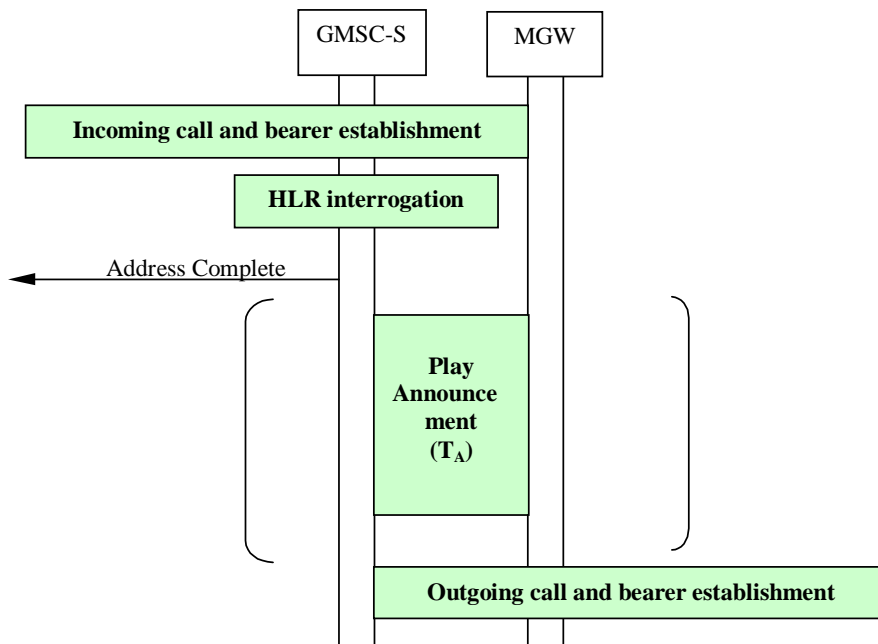 GMSC-S
MGW
Incoming call and bearer establishment
HLR interrogation
Address Complete
Play
Announce
ment
(TA)
Outgoing call and bearer establishment